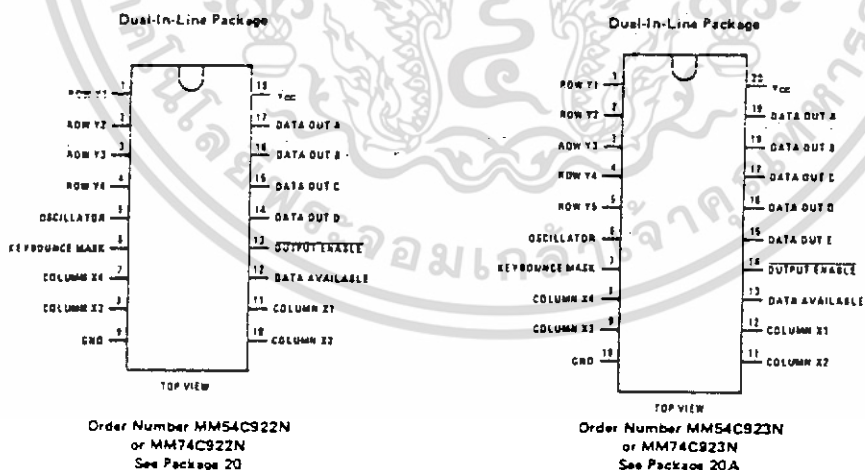 Dual-In-Line Package
ROW Y1 1
ROW Y2 2
ROW Y3 3
ROW Y4 4
OSCILLATOR 5
KEYBOUNCE MASK 6
COLUMN X4 7
COLUMN X3 8
GND 9
18 VCC
17 DATA OUT A
16 DATA OUT B
15 DATA OUT C
14 DATA OUT D
13 OUTPUT ENABLE
12 DATA AVAILABLE
11 COLUMN X1
10 COLUMN X2
TOP VIEW
Order Number MM54C922N
or MM74C922N
See Package 20
Dual-In-Line Package
ROW Y1 1
ROW Y2 2
ROW Y3 3
ROW Y4 4
ROW Y5 5
OSCILLATOR 6
KEYBOUNCE MASK 7
COLUMN X4 8
COLUMN X3 9
GND 10
20 VCC
19 DATA OUT A
18 DATA OUT B
17 DATA OUT C
16 DATA OUT D
15 DATA OUT E
14 OUTPUT ENABLE
13 DATA AVAILABLE
12 COLUMN X1
11 COLUMN X2
TOP VIEW
Order Number MM54C923N
or MM74C923N
See Package 20A